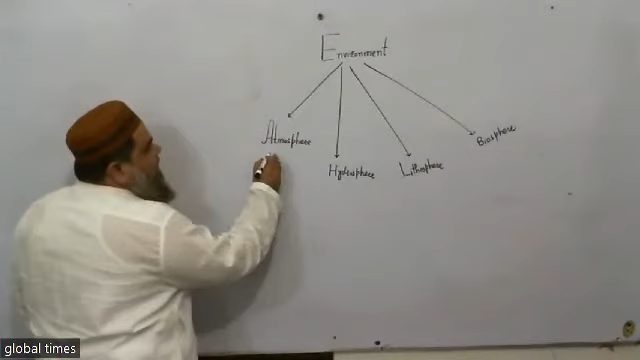 Environment
Atmosphere
Hydrosphere
Lithosphere
Biosphere
global times